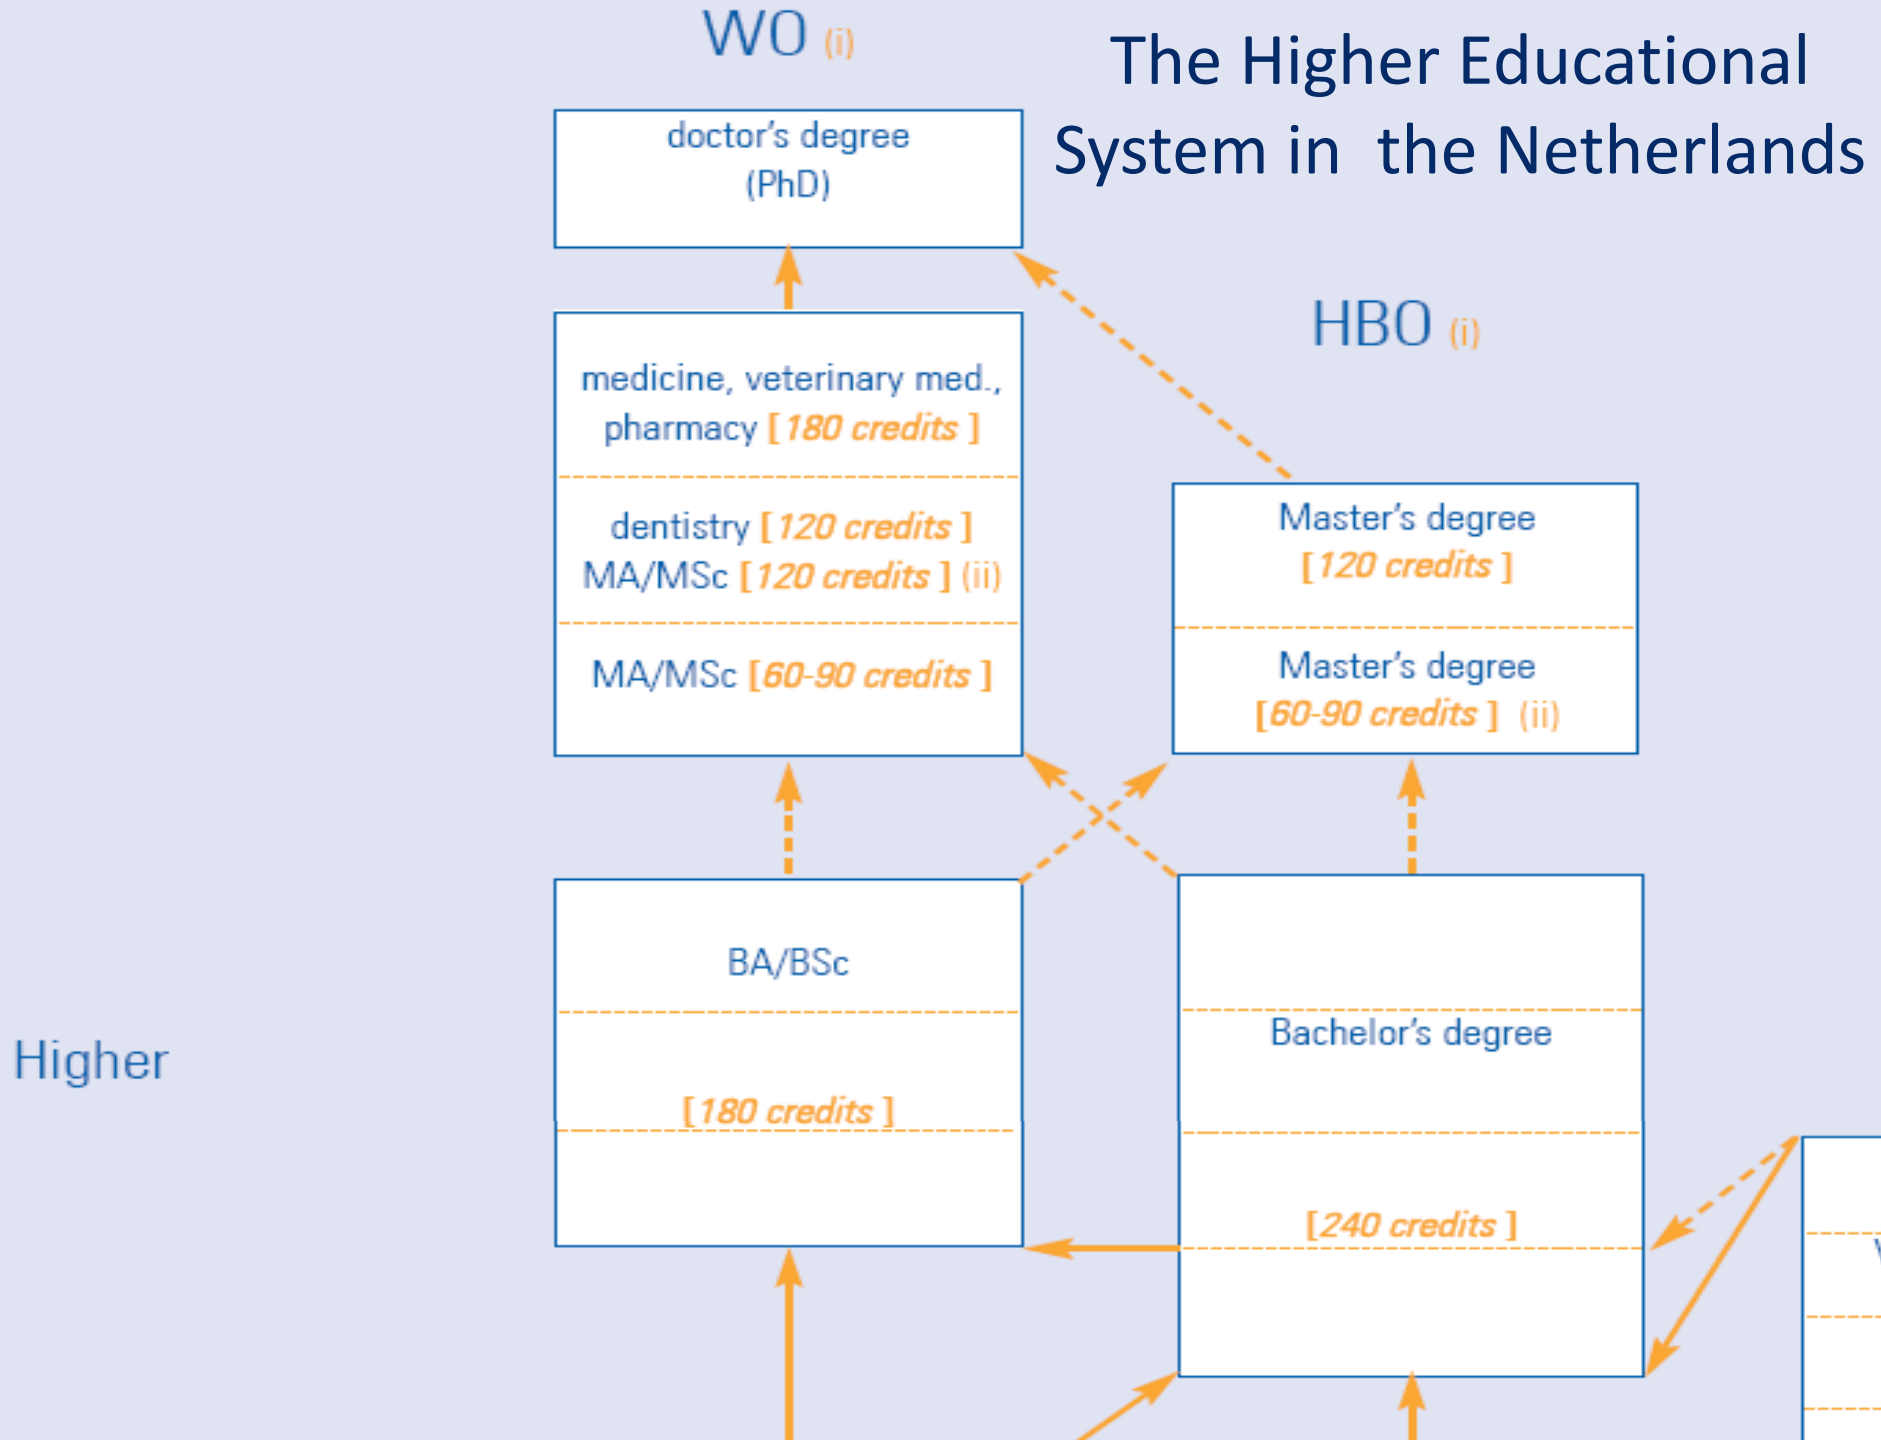 The Higher Educational
System in the Netherlands
WO (i)
doctor's degree
(PhD)
medicine, veterinary med.,
pharmacy [180 credits ]
dentistry [120 credits ]
MA/MSc [120 credits ] (ii)
MA/MSc [60-90 credits ]
BA/BSc
[180 credits ]
HBO (i)
Master's degree
[120 credits ]
Master's degree
[60-90 credits ] (ii)
Bachelor's degree
[240 credits ]
Higher